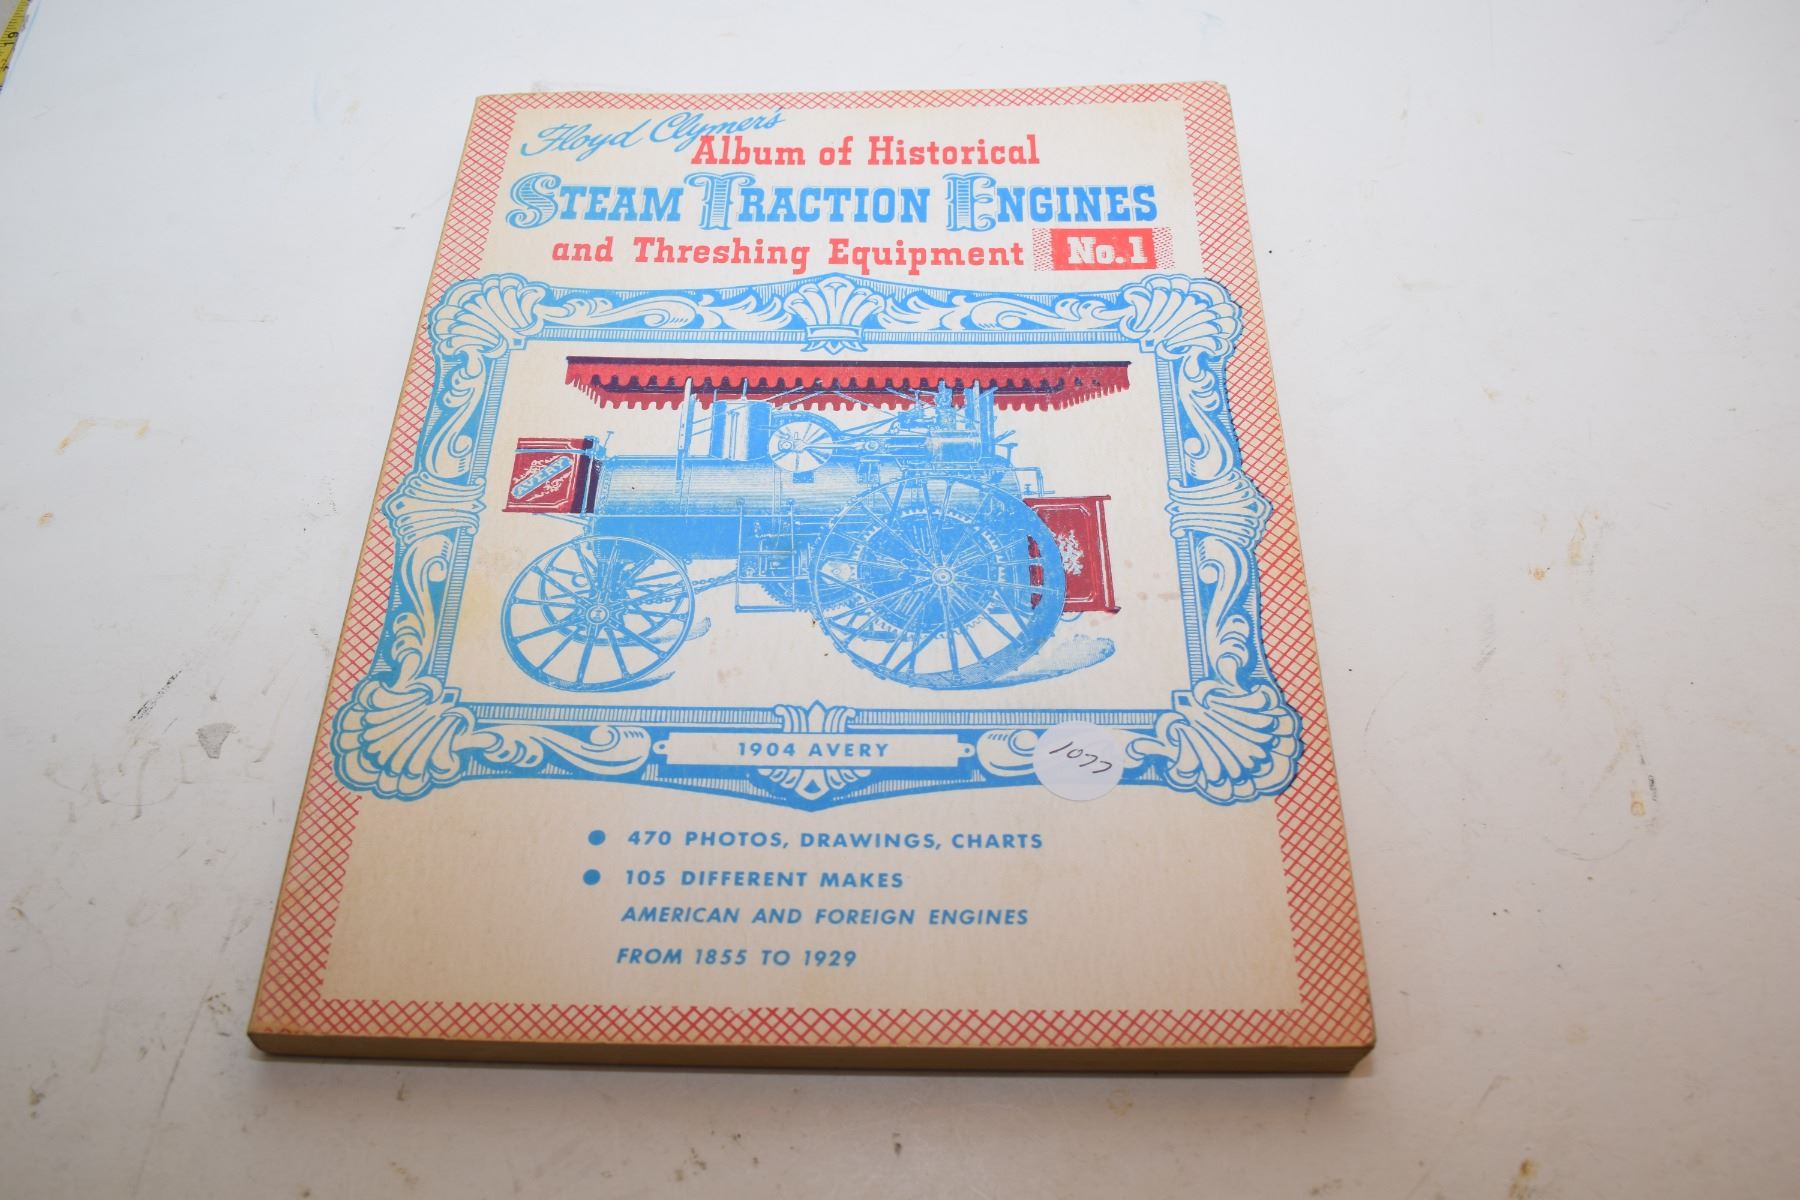 Floyd Clymer's
Album of Historical
STEAM TRACTION ENGINES
and Threshing Equipment No.1
AVERY
1904 AVERY
1077
● 470 PHOTOS, DRAWINGS, CHARTS
● 105 DIFFERENT MAKES
AMERICAN AND FOREIGN ENGINES
FROM 1855 TO 1929